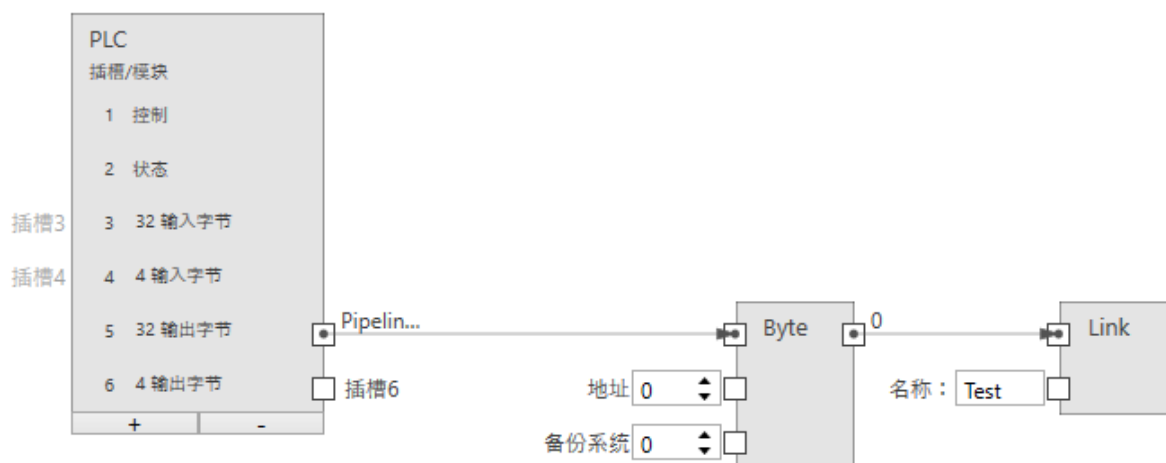 PLC
插槽/模块
1 控制
2 状态
插槽3 3 32 输入字节
插槽4 4 4 输入字节
5 32 输出字节 Pipelin... Byte 0 Link
6 4 输出字节 插槽6 地址 0 名称： Test
+ -
备份系统 0